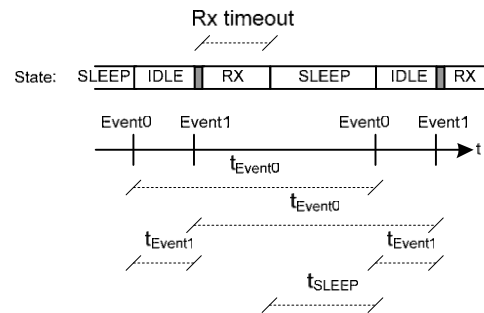 Rx timeout
State: SLEEP IDLE RX SLEEP IDLE RX
Event0 Event1 Event0 Event1
t
tEvent0
tEvent0
tEvent1 tEvent1
tSLEEP